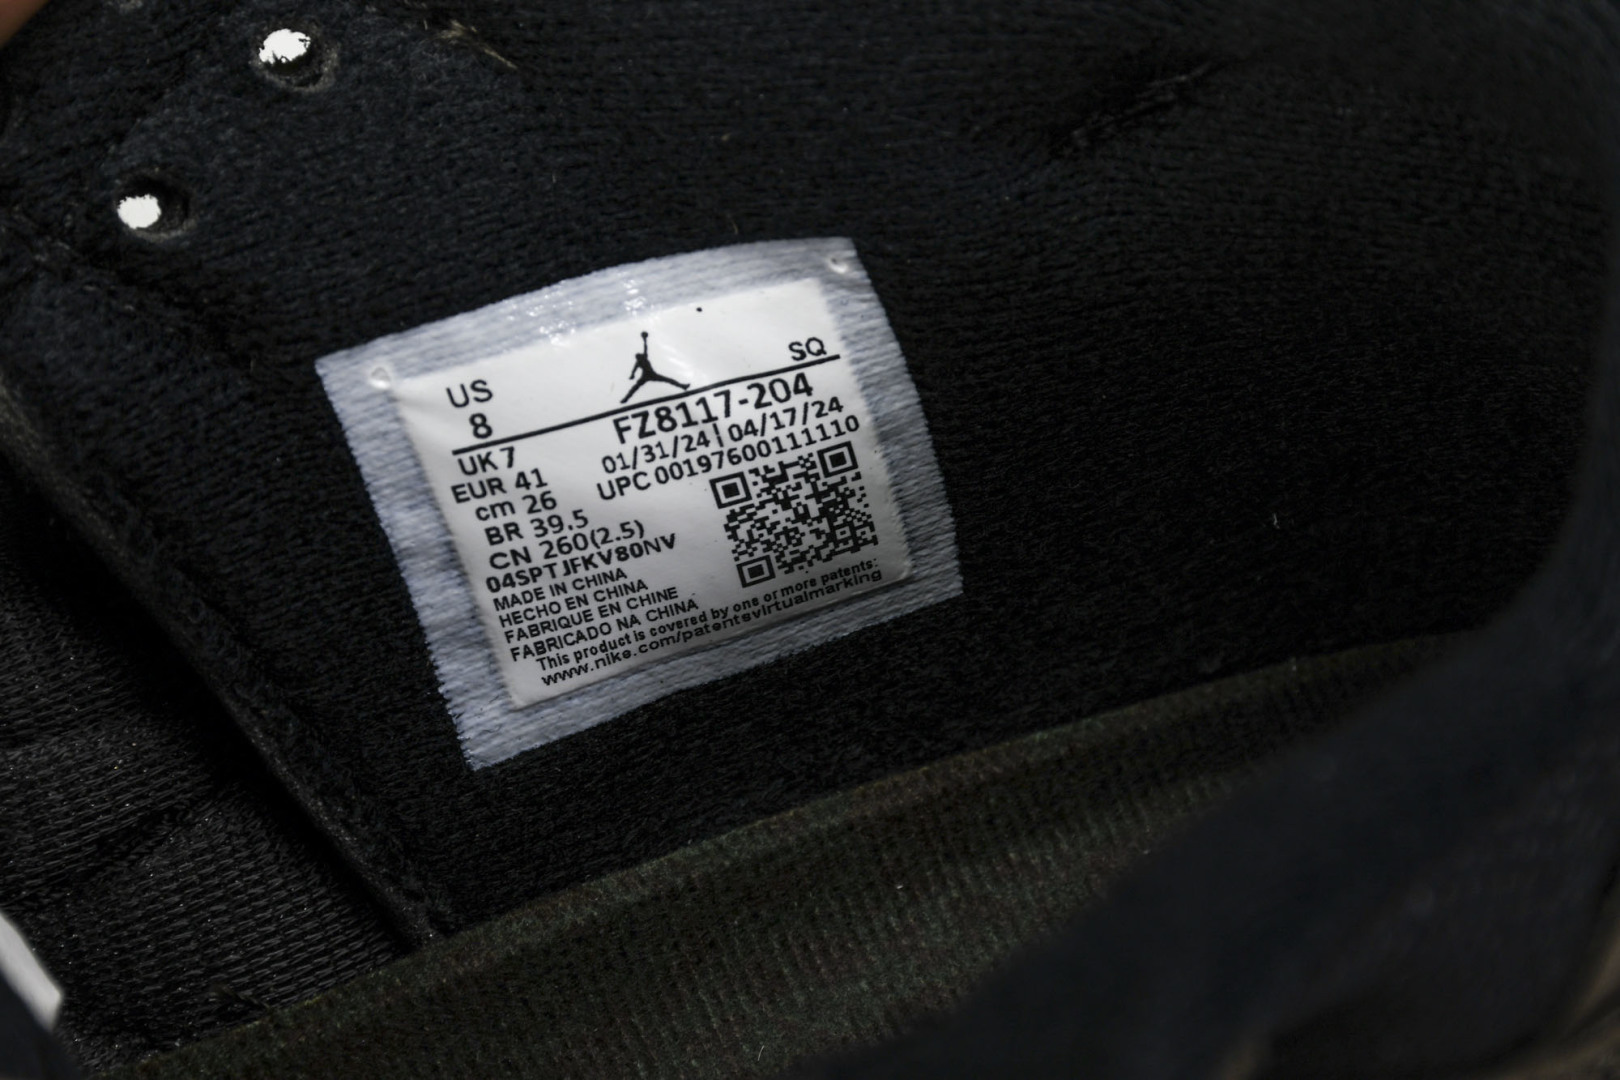 US
8
SQ
FZ8117-204
01/31/24 | 04/17/24
UPC 00197600111110
UK 7
EUR 41
cm 26
BR 39.5
CN 260(2.5)
04SPTJFKV80NV
MADE IN CHINA
HECHO EN CHINA
FABRIQUE EN CHINE
FABRICADO NA CHINA
This product is covered by one or more patents:
www.nike.com/patentsvirtualmarking